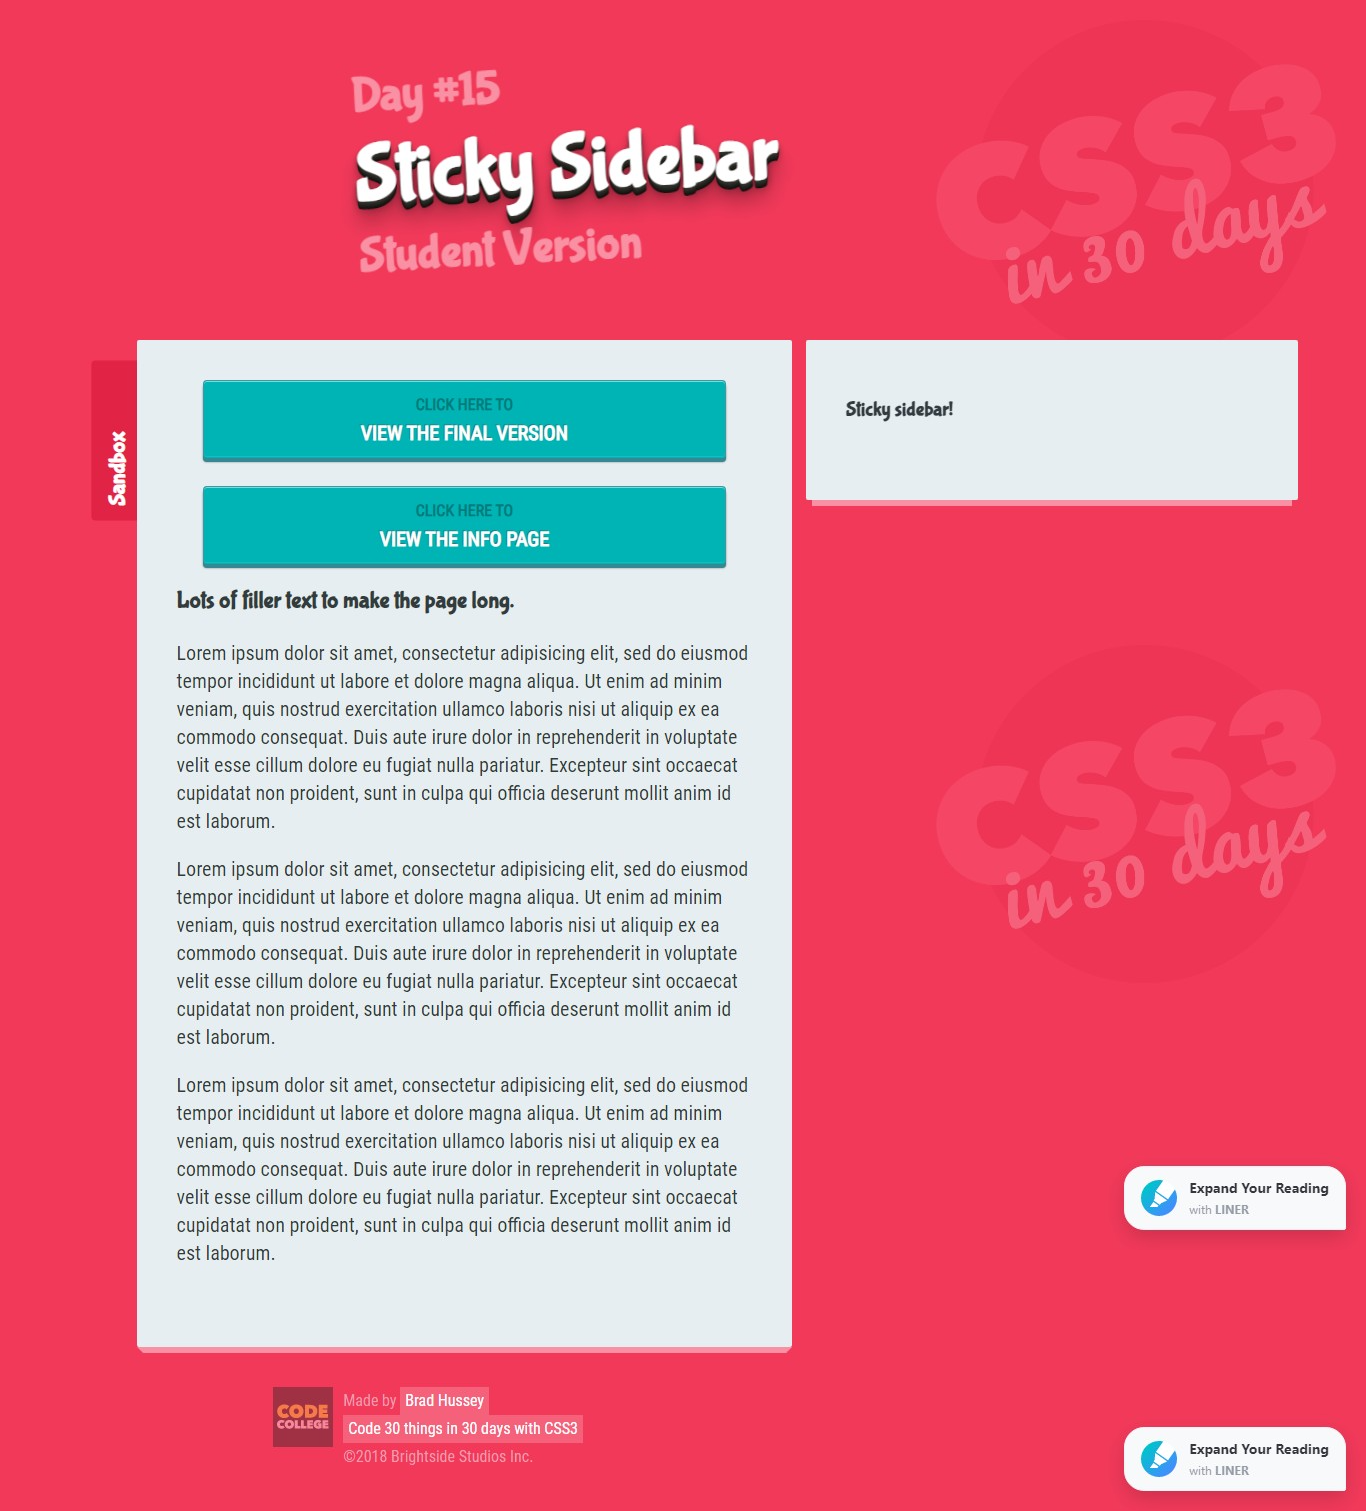 Day #15
Sticky Sidebar
Student Version
CSS3
in 30 days
Sandbox
CLICK HERE TO
VIEW THE FINAL VERSION
CLICK HERE TO
VIEW THE INFO PAGE
Lots of filler text to make the page long.
Lorem ipsum dolor sit amet, consectetur adipisicing elit, sed do eiusmod
tempor incididunt ut labore et dolore magna aliqua. Ut enim ad minim
veniam, quis nostrud exercitation ullamco laboris nisi ut aliquip ex ea
commodo consequat. Duis aute irure dolor in reprehenderit in voluptate
velit esse cillum dolore eu fugiat nulla pariatur. Excepteur sint occaecat
cupidatat non proident, sunt in culpa qui officia deserunt mollit anim id
est laborum.
Lorem ipsum dolor sit amet, consectetur adipisicing elit, sed do eiusmod
tempor incididunt ut labore et dolore magna aliqua. Ut enim ad minim
veniam, quis nostrud exercitation ullamco laboris nisi ut aliquip ex ea
commodo consequat. Duis aute irure dolor in reprehenderit in voluptate
velit esse cillum dolore eu fugiat nulla pariatur. Excepteur sint occaecat
cupidatat non proident, sunt in culpa qui officia deserunt mollit anim id
est laborum.
Lorem ipsum dolor sit amet, consectetur adipisicing elit, sed do eiusmod
tempor incididunt ut labore et dolore magna aliqua. Ut enim ad minim
veniam, quis nostrud exercitation ullamco laboris nisi ut aliquip ex ea
commodo consequat. Duis aute irure dolor in reprehenderit in voluptate
velit esse cillum dolore eu fugiat nulla pariatur. Excepteur sint occaecat
cupidatat non proident, sunt in culpa qui officia deserunt mollit anim id
est laborum.
Sticky sidebar!
CSS3
in 30 days
Expand Your Reading
with LINER
CODE
COLLEGE
Made by Brad Hussey
Code 30 things in 30 days with CSS3
©2018 Brightside Studios Inc.
Expand Your Reading
with LINER